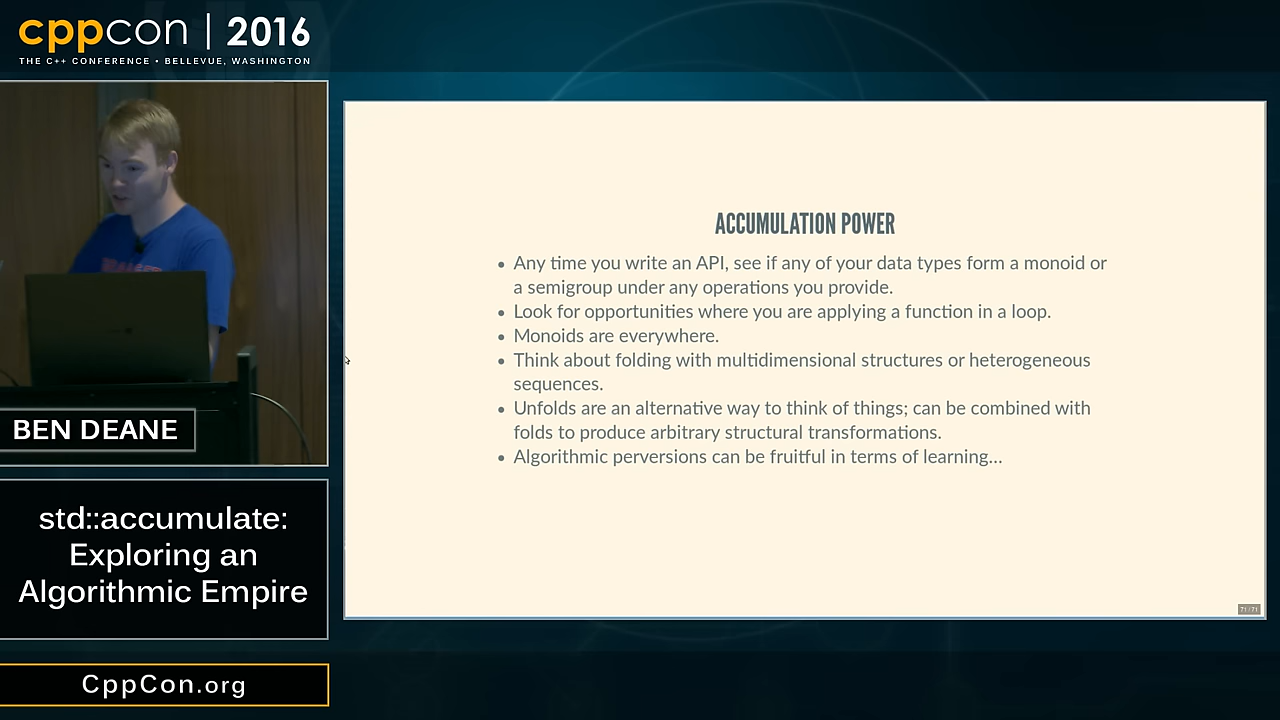 cppcon | 2016
THE C++ CONFERENCE • BELLEVUE, WASHINGTON
BEN DEANE
std::accumulate:
Exploring an
Algorithmic Empire
CppCon.org
ACCUMULATION POWER
• Any time you write an API, see if any of your data types form a monoid or
a semigroup under any operations you provide.
• Look for opportunities where you are applying a function in a loop.
• Monoids are everywhere.
• Think about folding with multidimensional structures or heterogeneous
sequences.
• Unfolds are an alternative way to think of things; can be combined with
folds to produce arbitrary structural transformations.
• Algorithmic perversions can be fruitful in terms of learning...
71 / 71